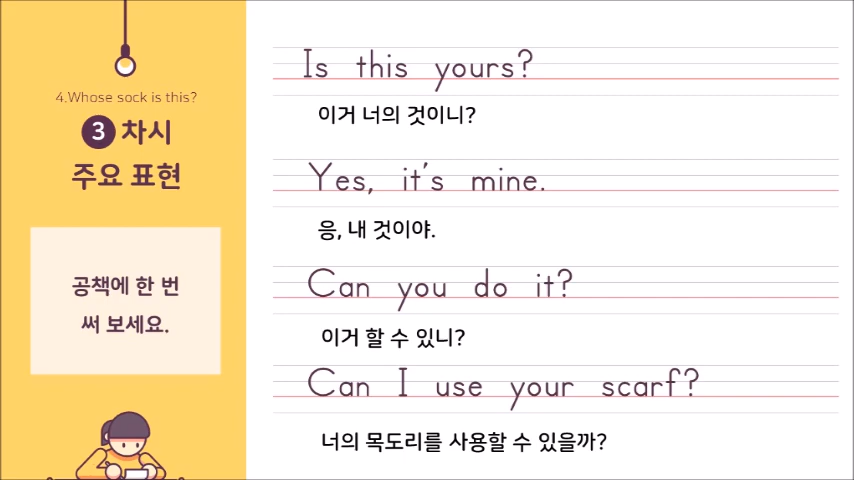 4.Whose sock is this?
3 차시
주요 표현
공책에 한 번
써 보세요.
Is this yours?
이거 너의 것이니?
Yes, it's mine.
응, 내 것이야.
Can you do it?
이거 할 수 있니?
Can I use your scarf?
너의 목도리를 사용할 수 있을까?